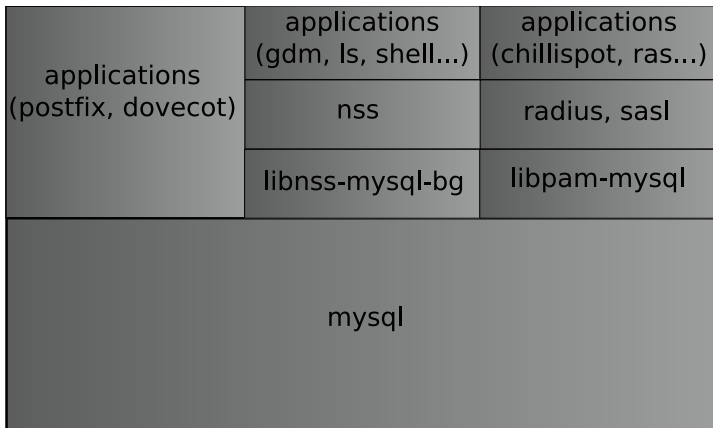 applications
(postfix, dovecot)
applications
(gdm, ls, shell...)
nss
libnss-mysql-bg
applications
(chillispot, ras...)
radius, sasl
libpam-mysql
mysql